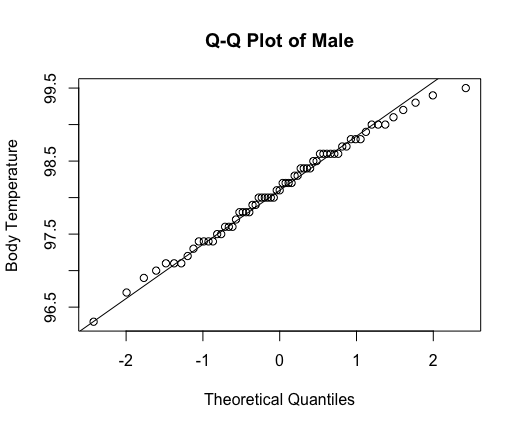 Q-Q Plot of Male
Body Temperature
99.5
98.5
97.5
96.5
-2 -1 0 1 2
Theoretical Quantiles